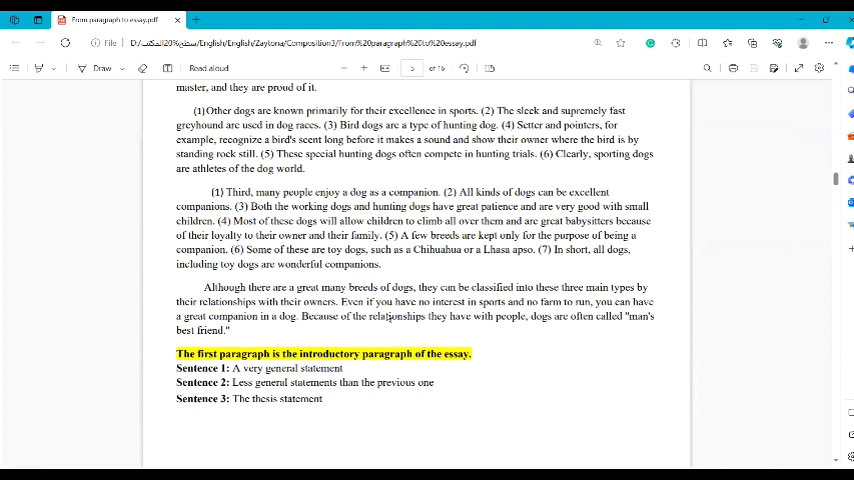 From paragraph to essay.pdf
File
D:/سطح%20المكتب/English/English/Zaytona/Composition3/From%20paragraph%20to%20essay.pdf
Draw
Read aloud
5 of 16
master, and they are proud of it.
(1)Other dogs are known primarily for their excellence in sports. (2) The sleek and supremely fast
greyhound are used in dog races. (3) Bird dogs are a type of hunting dog. (4) Setter and pointers, for
example, recognize a bird's scent long before it makes a sound and show their owner where the bird is by
standing rock still. (5) These special hunting dogs often compete in hunting trials. (6) Clearly, sporting dogs
are athletes of the dog world.
(1) Third, many people enjoy a dog as a companion. (2) All kinds of dogs can be excellent
companions. (3) Both the working dogs and hunting dogs have great patience and are very good with small
children. (4) Most of these dogs will allow children to climb all over them and are great babysitters because
of their loyalty to their owner and their family. (5) A few breeds are kept only for the purpose of being a
companion. (6) Some of these are toy dogs, such as a Chihuahua or a Lhasa apso. (7) In short, all dogs,
including toy dogs are wonderful companions.
Although there are a great many breeds of dogs, they can be classified into these three main types by
their relationships with their owners. Even if you have no interest in sports and no farm to run, you can have
a great companion in a dog. Because of the relationships they have with people, dogs are often called "man's
best friend."
The first paragraph is the introductory paragraph of the essay.
Sentence 1: A very general statement
Sentence 2: Less general statements than the previous one
Sentence 3: The thesis statement